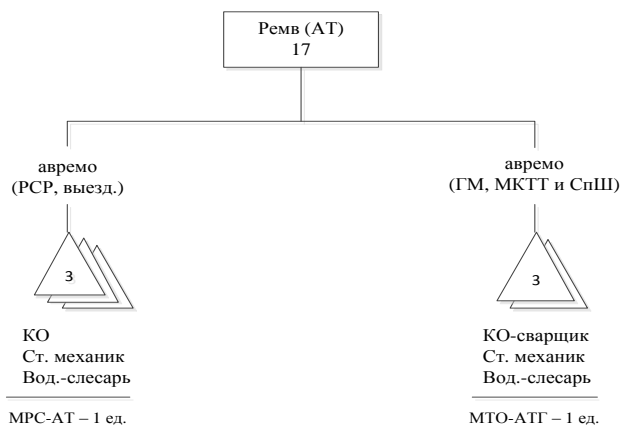 Ремв (АТ)
17
авремо
(РСР, выезд.)
авремо
(ГМ, МКТТ и СпШ)
3
3
КО
Ст. механик
Вод.-слесарь
МРС-АТ – 1 ед.
КО-сварщик
Ст. механик
Вод.-слесарь
МТО-АТГ – 1 ед.